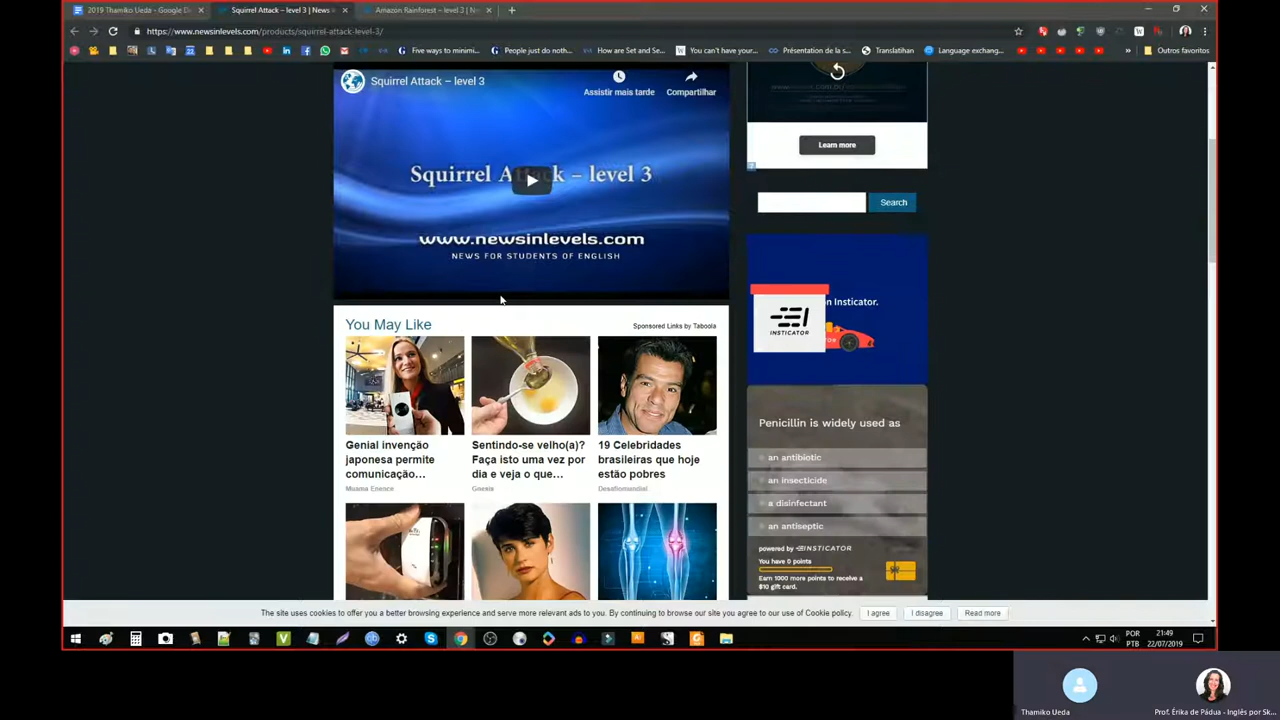 2019 Thamiko Ueda - Google D
Squirrel Attack – level 3 | News
Amazon Rainforest – level 3 | N
https://www.newsinlevels.com/products/squirrel-attack-level-3/
Five ways to minimi...
People just do noth...
How are Set and Se...
You can't have your...
Présentation de la s...
Translatihan
Language exchang...
Outros favoritos
Squirrel Attack – level 3
Assistir mais tarde
Compartilhar
Squirrel Attack – level 3
www.newsinlevels.com
NEWS FOR STUDENTS OF ENGLISH
Learn more
Search
n Insticator.
INSTICATOR
You May Like
Sponsored Links by Taboola
Genial invenção
japonesa permite
comunicação...
Muama Enence
Sentindo-se velho(a)?
Faça isto uma vez por
dia e veja o que...
Gnesia
19 Celebridades
brasileiras que hoje
estão pobres
Desafiomundial
Penicillin is widely used as
an antibiotic
an insecticide
a disinfectant
an antiseptic
powered by INSTICATOR
You have 0 points
Earn 1000 more points to receive a
$10 gift card.
The site uses cookies to offer you a better browsing experience and serve more relevant ads to you. By continuing to browse our site you agree to our use of Cookie policy.
I agree
I disagree
Read more
POR
PTB
21:49
22/07/2019
Thamiko Ueda
Prof. Érika de Pádua - Inglês por Sk...